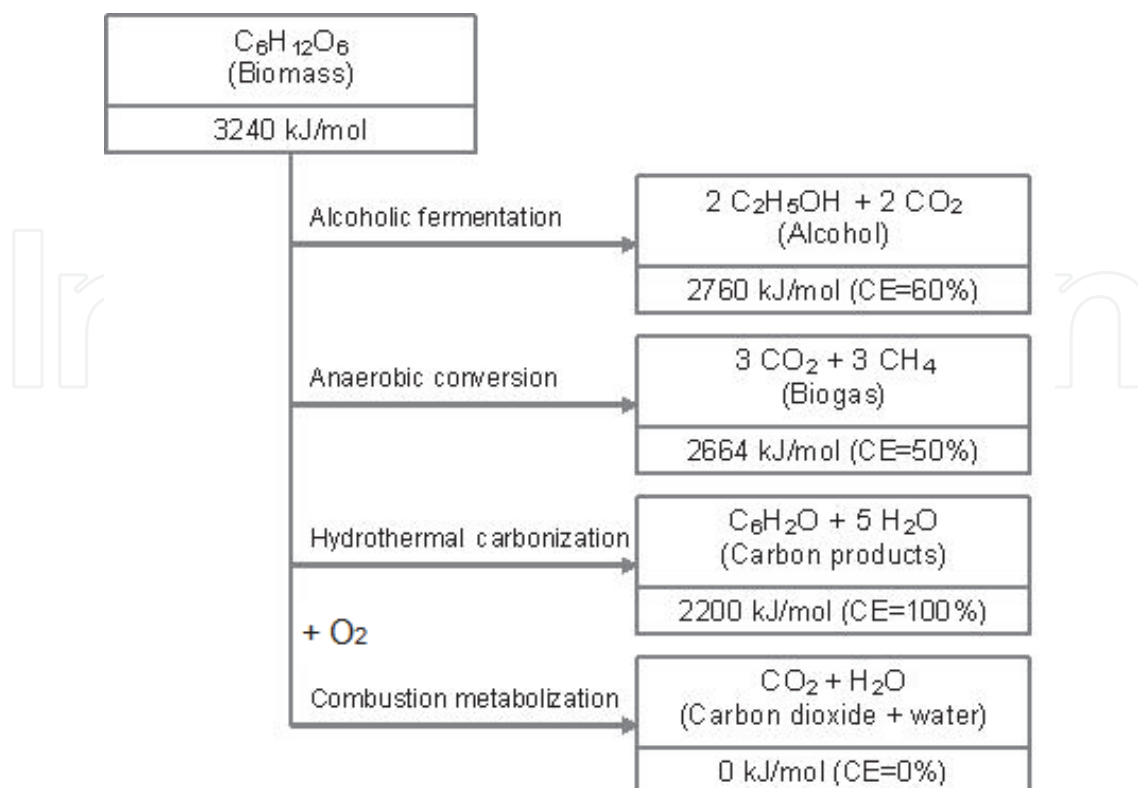 C₆H₁₂O₆
(Biomass)
3240 kJ/mol
Alcoholic fermentation
2 C₂H₅OH + 2 CO₂
(Alcohol)
2760 kJ/mol (CE=60%)
Anaerobic conversion
3 CO₂ + 3 CH₄
(Biogas)
2664 kJ/mol (CE=50%)
Hydrothermal carbonization
C₆H₂O + 5 H₂O
(Carbon products)
2200 kJ/mol (CE=100%)
+ O₂
Combustion metabolization
CO₂ + H₂O
(Carbon dioxide + water)
0 kJ/mol (CE=0%)